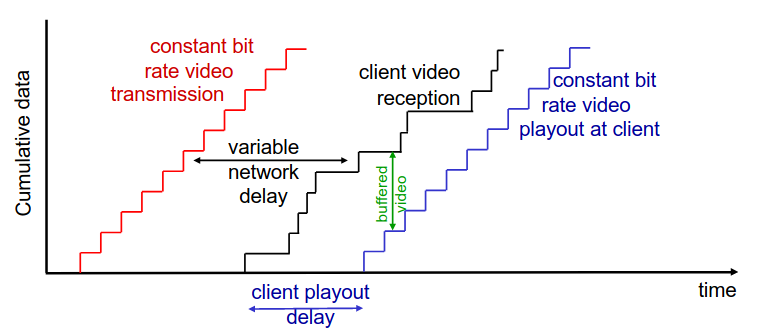 constant bit
rate video
transmission
client video
reception
constant bit
rate video
playout at client
variable
network
delay
buffered
video
Cumulative data
time
client playout
delay